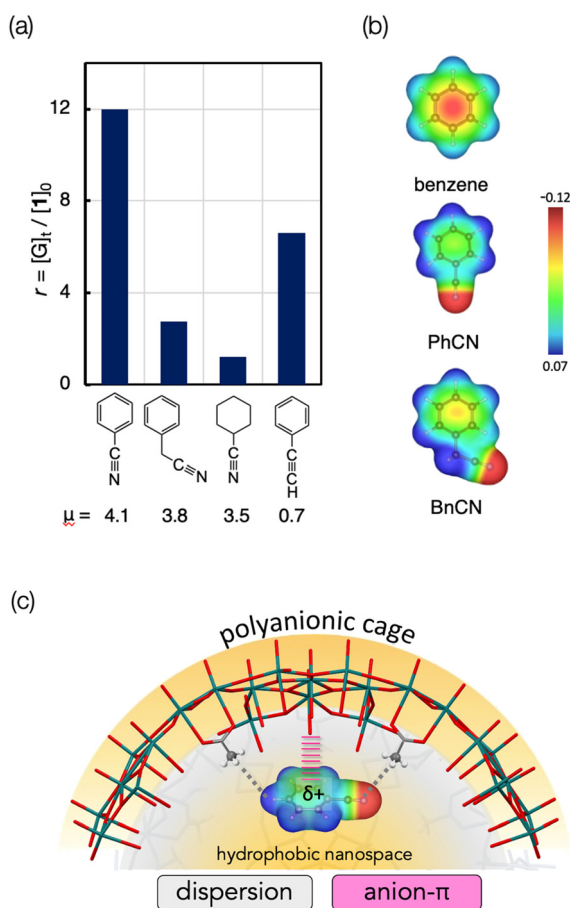 (a)
(b)
r = [G]t / [1]0
12
8
4
0
C
N
C
N
C
N
C
C
H
μ = 4.1 3.8 3.5 0.7
benzene
PhCN
BnCN
-0.12
0.07
(c)
polyanionic cage
δ+
hydrophobic nanospace
dispersion
anion-π